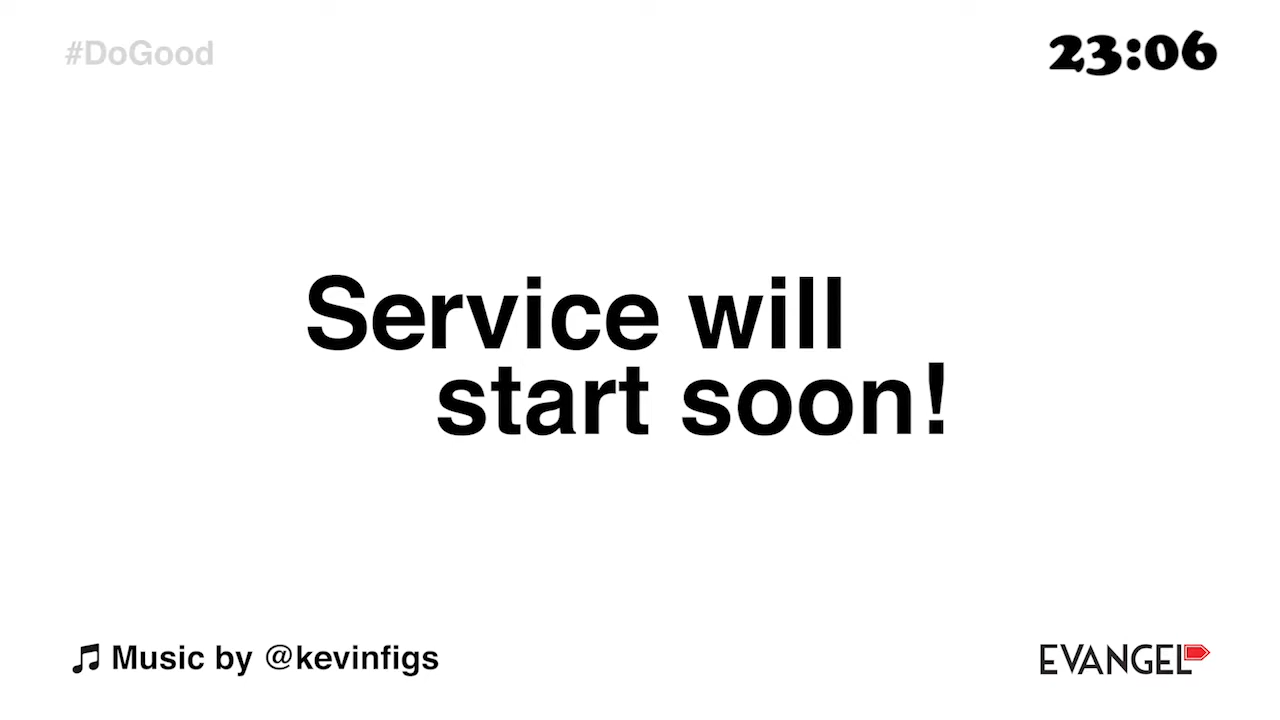 #DoGood
23:06
Service will
start soon!
Music by @kevinfigs
EVANGEL